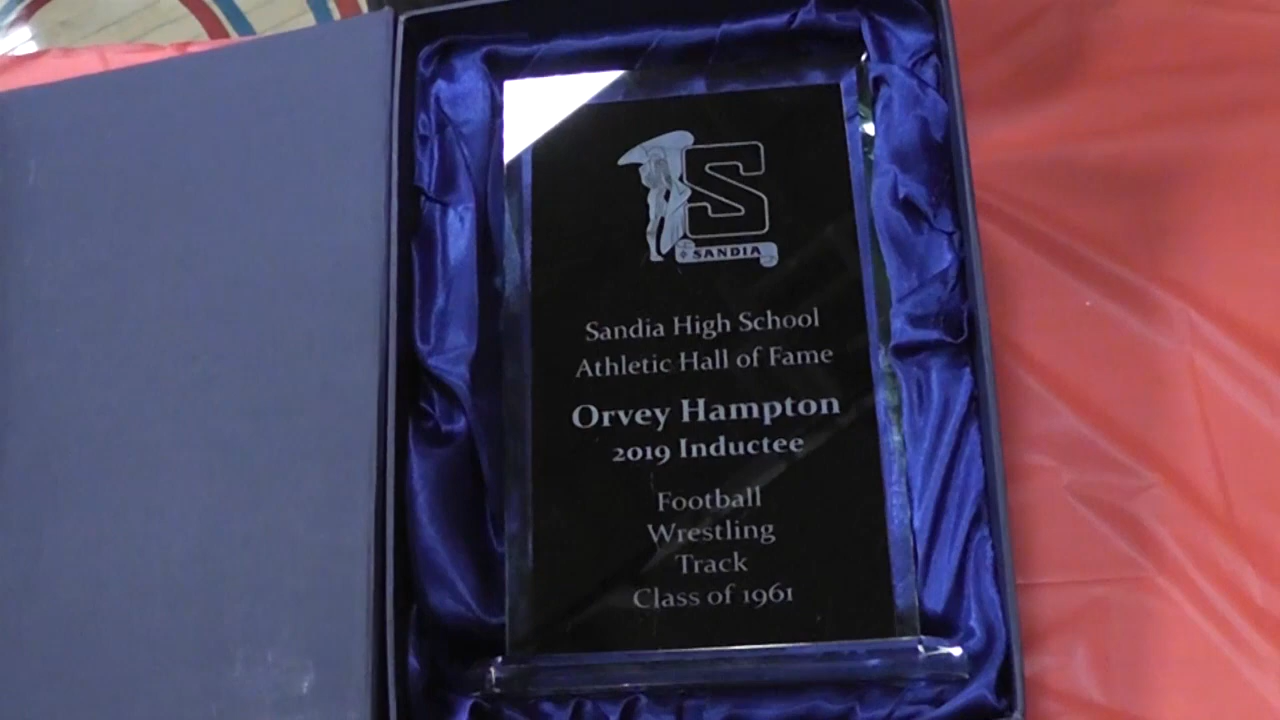 S
SANDIA
Sandia High School
Athletic Hall of Fame
Orvey Hampton
2019 Inductee
Football
Wrestling
Track
Class of 1961